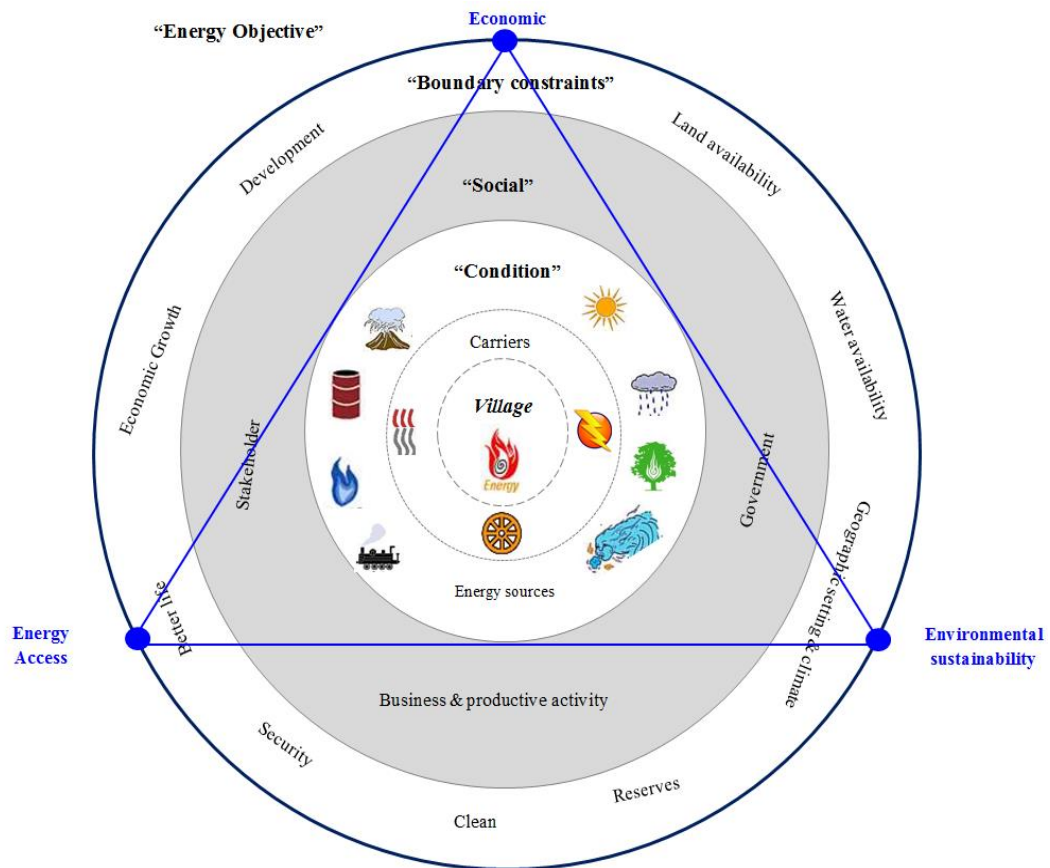 Economic
“Energy Objective”
“Boundary constraints”
Development
Land availability
“Social”
“Condition”
Economic Growth
Water availability
Carriers
Village
Energy
Stakeholder
Government
Geographic setting & climate
Energy sources
Better life
Energy
Access
Environmental
sustainability
Business & productive activity
Security
Reserves
Clean